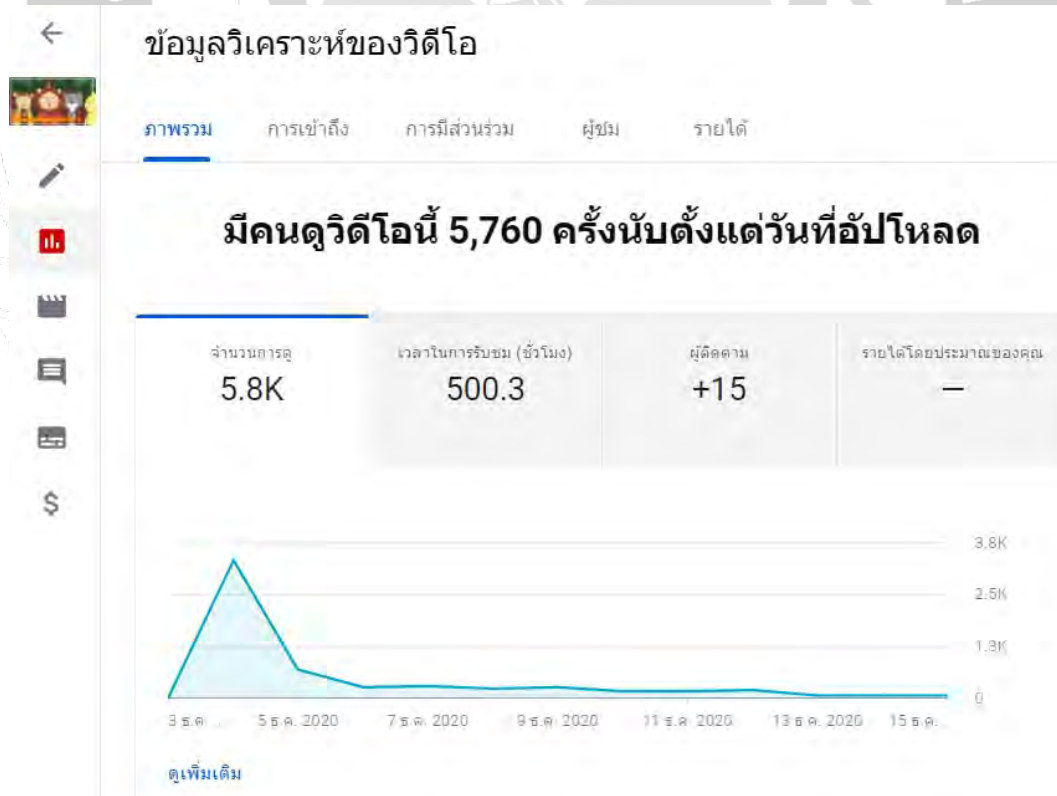 ข้อมูลวิเคราะห์ของวิดีโอ
ภาพรวม การเข้าถึง การมีส่วนร่วม ผู้ชม รายได้
มีคนดูวิดีโอนี้ 5,760 ครั้งนับตั้งแต่วันที่อัปโหลด
จำนวนการดู เวลาในการรับชม (ชั่วโมง) ผู้ติดตาม รายได้โดยประมาณของคุณ
5.8K 500.3 +15 —
3.8K
2.5K
1.3K
0
3 ธ.ค. … 5 ธ.ค. 2020 7 ธ.ค. 2020 9 ธ.ค. 2020 11 ธ.ค. 2020 13 ธ.ค. 2020 15 ธ.ค…
ดูเพิ่มเติม